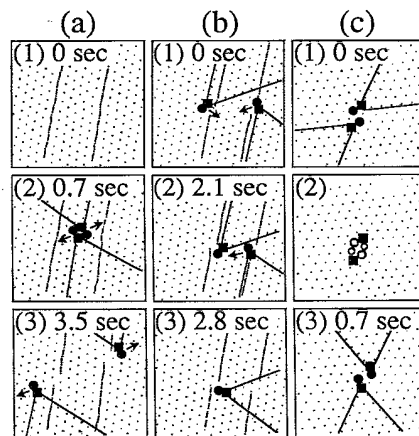 (a) (b) (c)
(1) 0 sec (1) 0 sec (1) 0 sec
(2) 0.7 sec (2) 2.1 sec (2)
(3) 3.5 sec (3) 2.8 sec (3) 0.7 sec